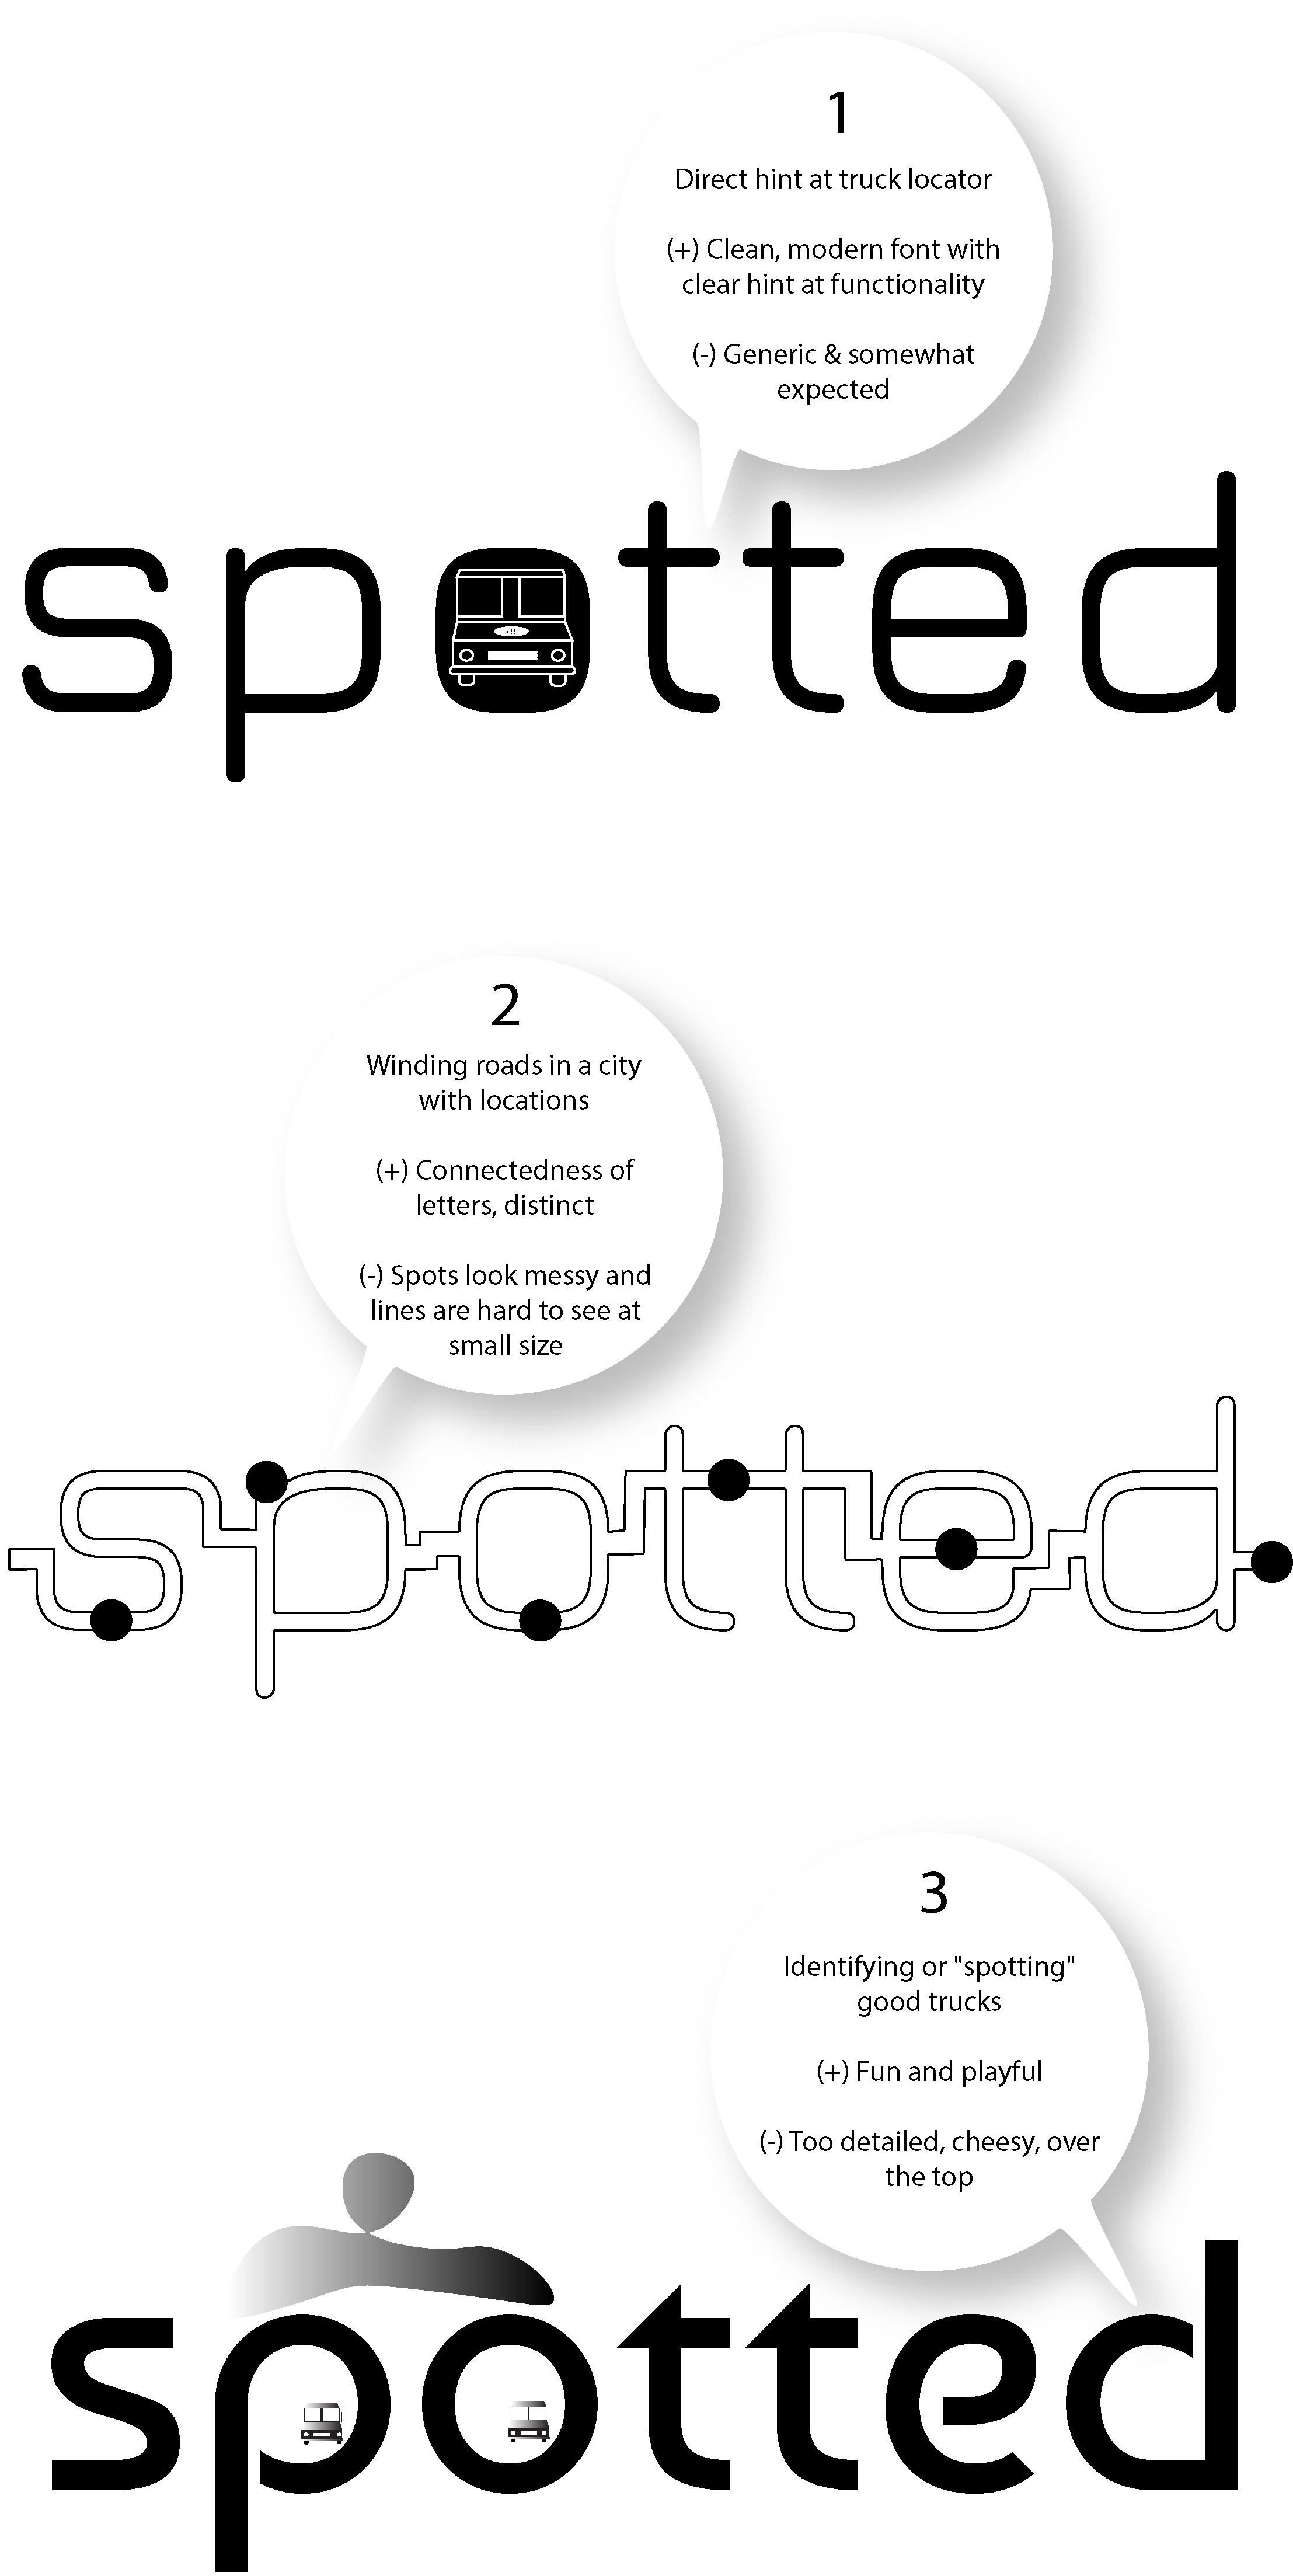 1
Direct hint at truck locator
(+) Clean, modern font with
clear hint at functionality
(-) Generic & somewhat
expected
spotted
2
Winding roads in a city
with locations
(+) Connectedness of
letters, distinct
(-) Spots look messy and
lines are hard to see at
small size
spotted
3
Identifying or "spotting"
good trucks
(+) Fun and playful
(-) Too detailed, cheesy, over
the top
spotted